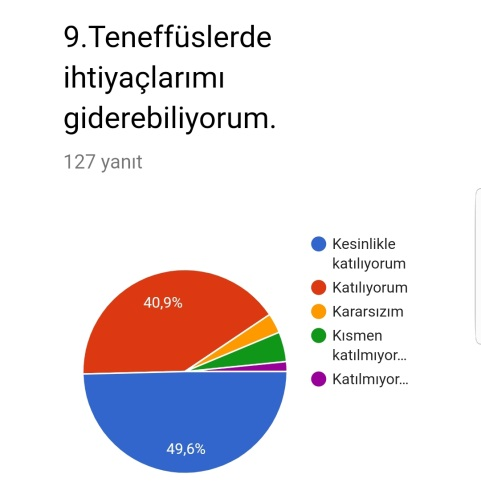 9.Teneffüslerde
ihtiyaçlarımı
giderebiliyorum.
127 yanıt
Kesinlikle
katılıyorum
Katılıyorum
Kararsızım
Kısmen
katılmıyor...
Katılmıyor...
40,9%
49,6%